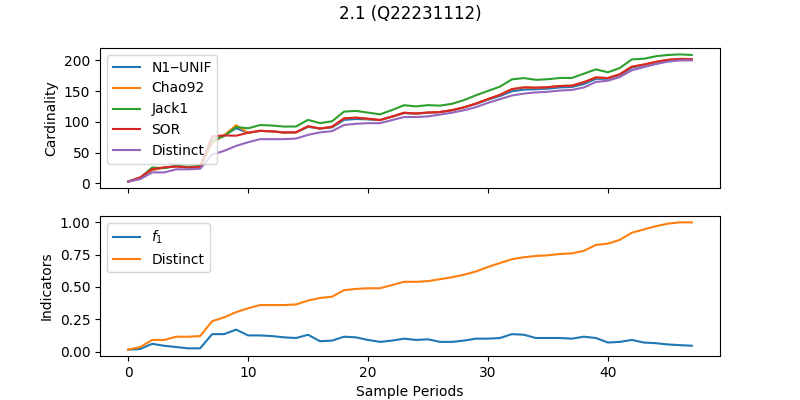 2.1 (Q22231112)
Cardinality
200
150
100
50
0
N1−UNIF
Chao92
Jack1
SOR
Distinct
Indicators
1.00
0.75
0.50
0.25
0.00
f1
Distinct
0 10 20 30 40
Sample Periods